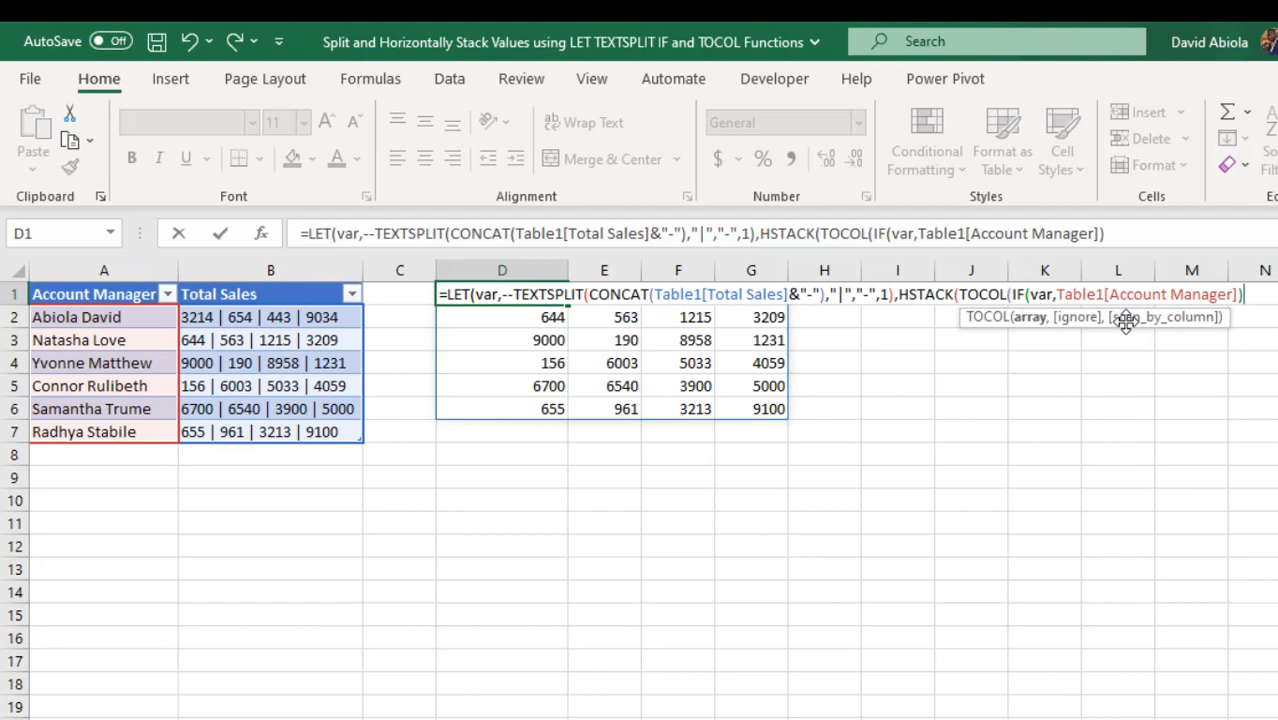 AutoSave Off Split and Horizontally Stack Values using LET TEXTSPLIT IF and TOCOL Functions Search David Abiola
File Home Insert Page Layout Formulas Data Review View Automate Developer Help Power Pivot
11 A A ab Wrap Text General Insert
Paste B I U A Merge & Center $ % Conditional Formatting Format as Table Cell Styles Delete
Format
Clipboard Font Alignment Number Styles Cells
D1 fx =LET(var,--TEXTSPLIT(CONCAT(Table1[Total Sales]&"-"),"|","-",1),HSTACK(TOCOL(IF(var,Table1[Account Manager])
A B C D E F G H I J K L M N
1 Account Manager Total Sales =LET(var,--TEXTSPLIT(CONCAT(Table1[Total Sales]&"-"),"|","-",1),HSTACK(TOCOL(IF(var,Table1[Account Manager])
TOCOL(array, [ignore], [scan_by_column])
2 Abiola David 3214 | 654 | 443 | 9034 644 563 1215 3209
3 Natasha Love 644 | 563 | 1215 | 3209 9000 190 8958 1231
4 Yvonne Matthew 9000 | 190 | 8958 | 1231 156 6003 5033 4059
5 Connor Rulibeth 156 | 6003 | 5033 | 4059 6700 6540 3900 5000
6 Samantha Trume 6700 | 6540 | 3900 | 5000 655 961 3213 9100
7 Radhya Stabile 655 | 961 | 3213 | 9100
8
9
10
11
12
13
14
15
16
17
18
19